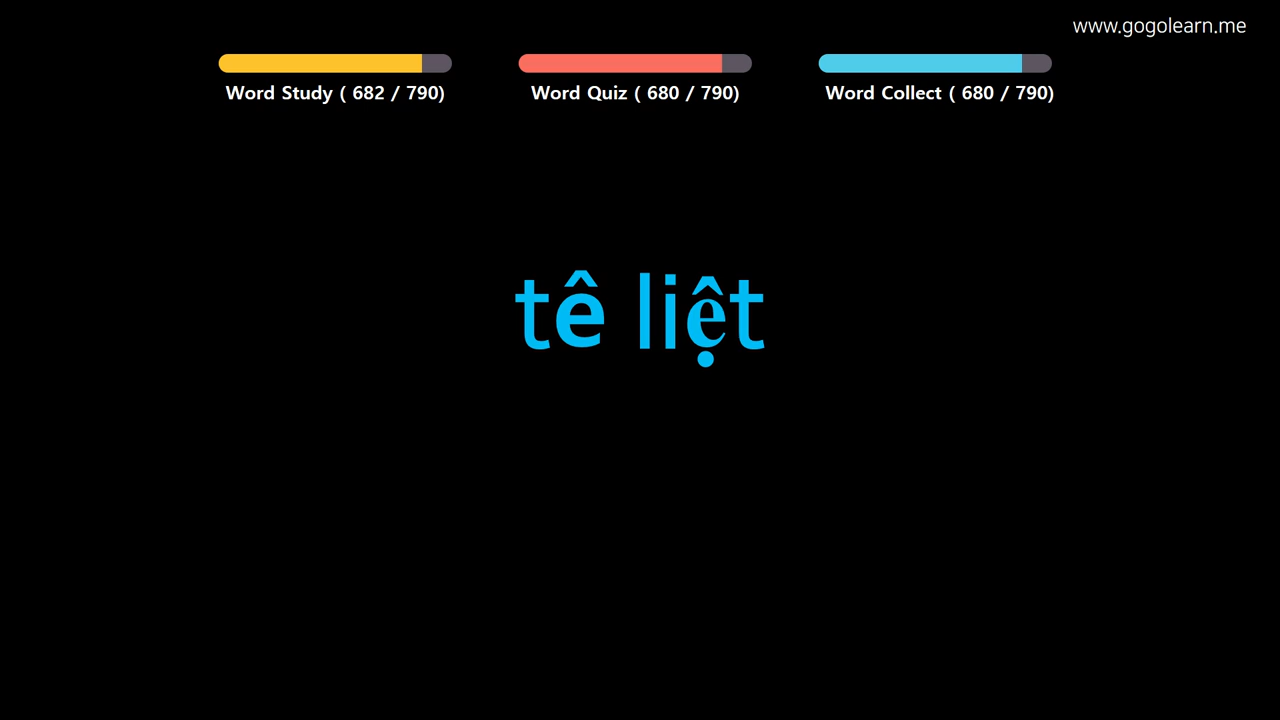 www.gogolearn.me
Word Study ( 682 / 790)
Word Quiz ( 680 / 790)
Word Collect ( 680 / 790)
tê liệt